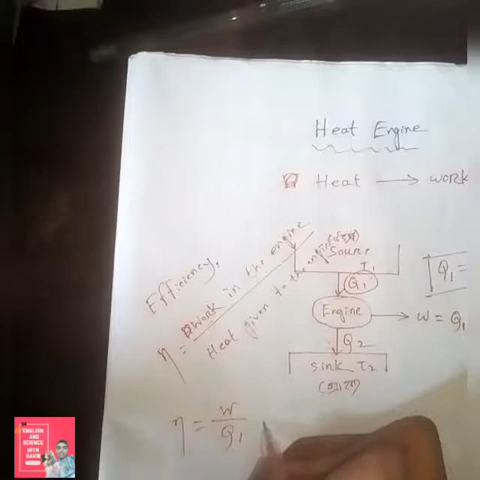 Heat Engine
Heat → work
Efficiency,
η = work in the engine
Heat given to the engine
Source
T₁
Q₁
Q₁ =
Engine
→ W = Q₁
Q₂
sink T₂
η = W
Q₁
ENGLISH
AND
SCIENCE
WITH